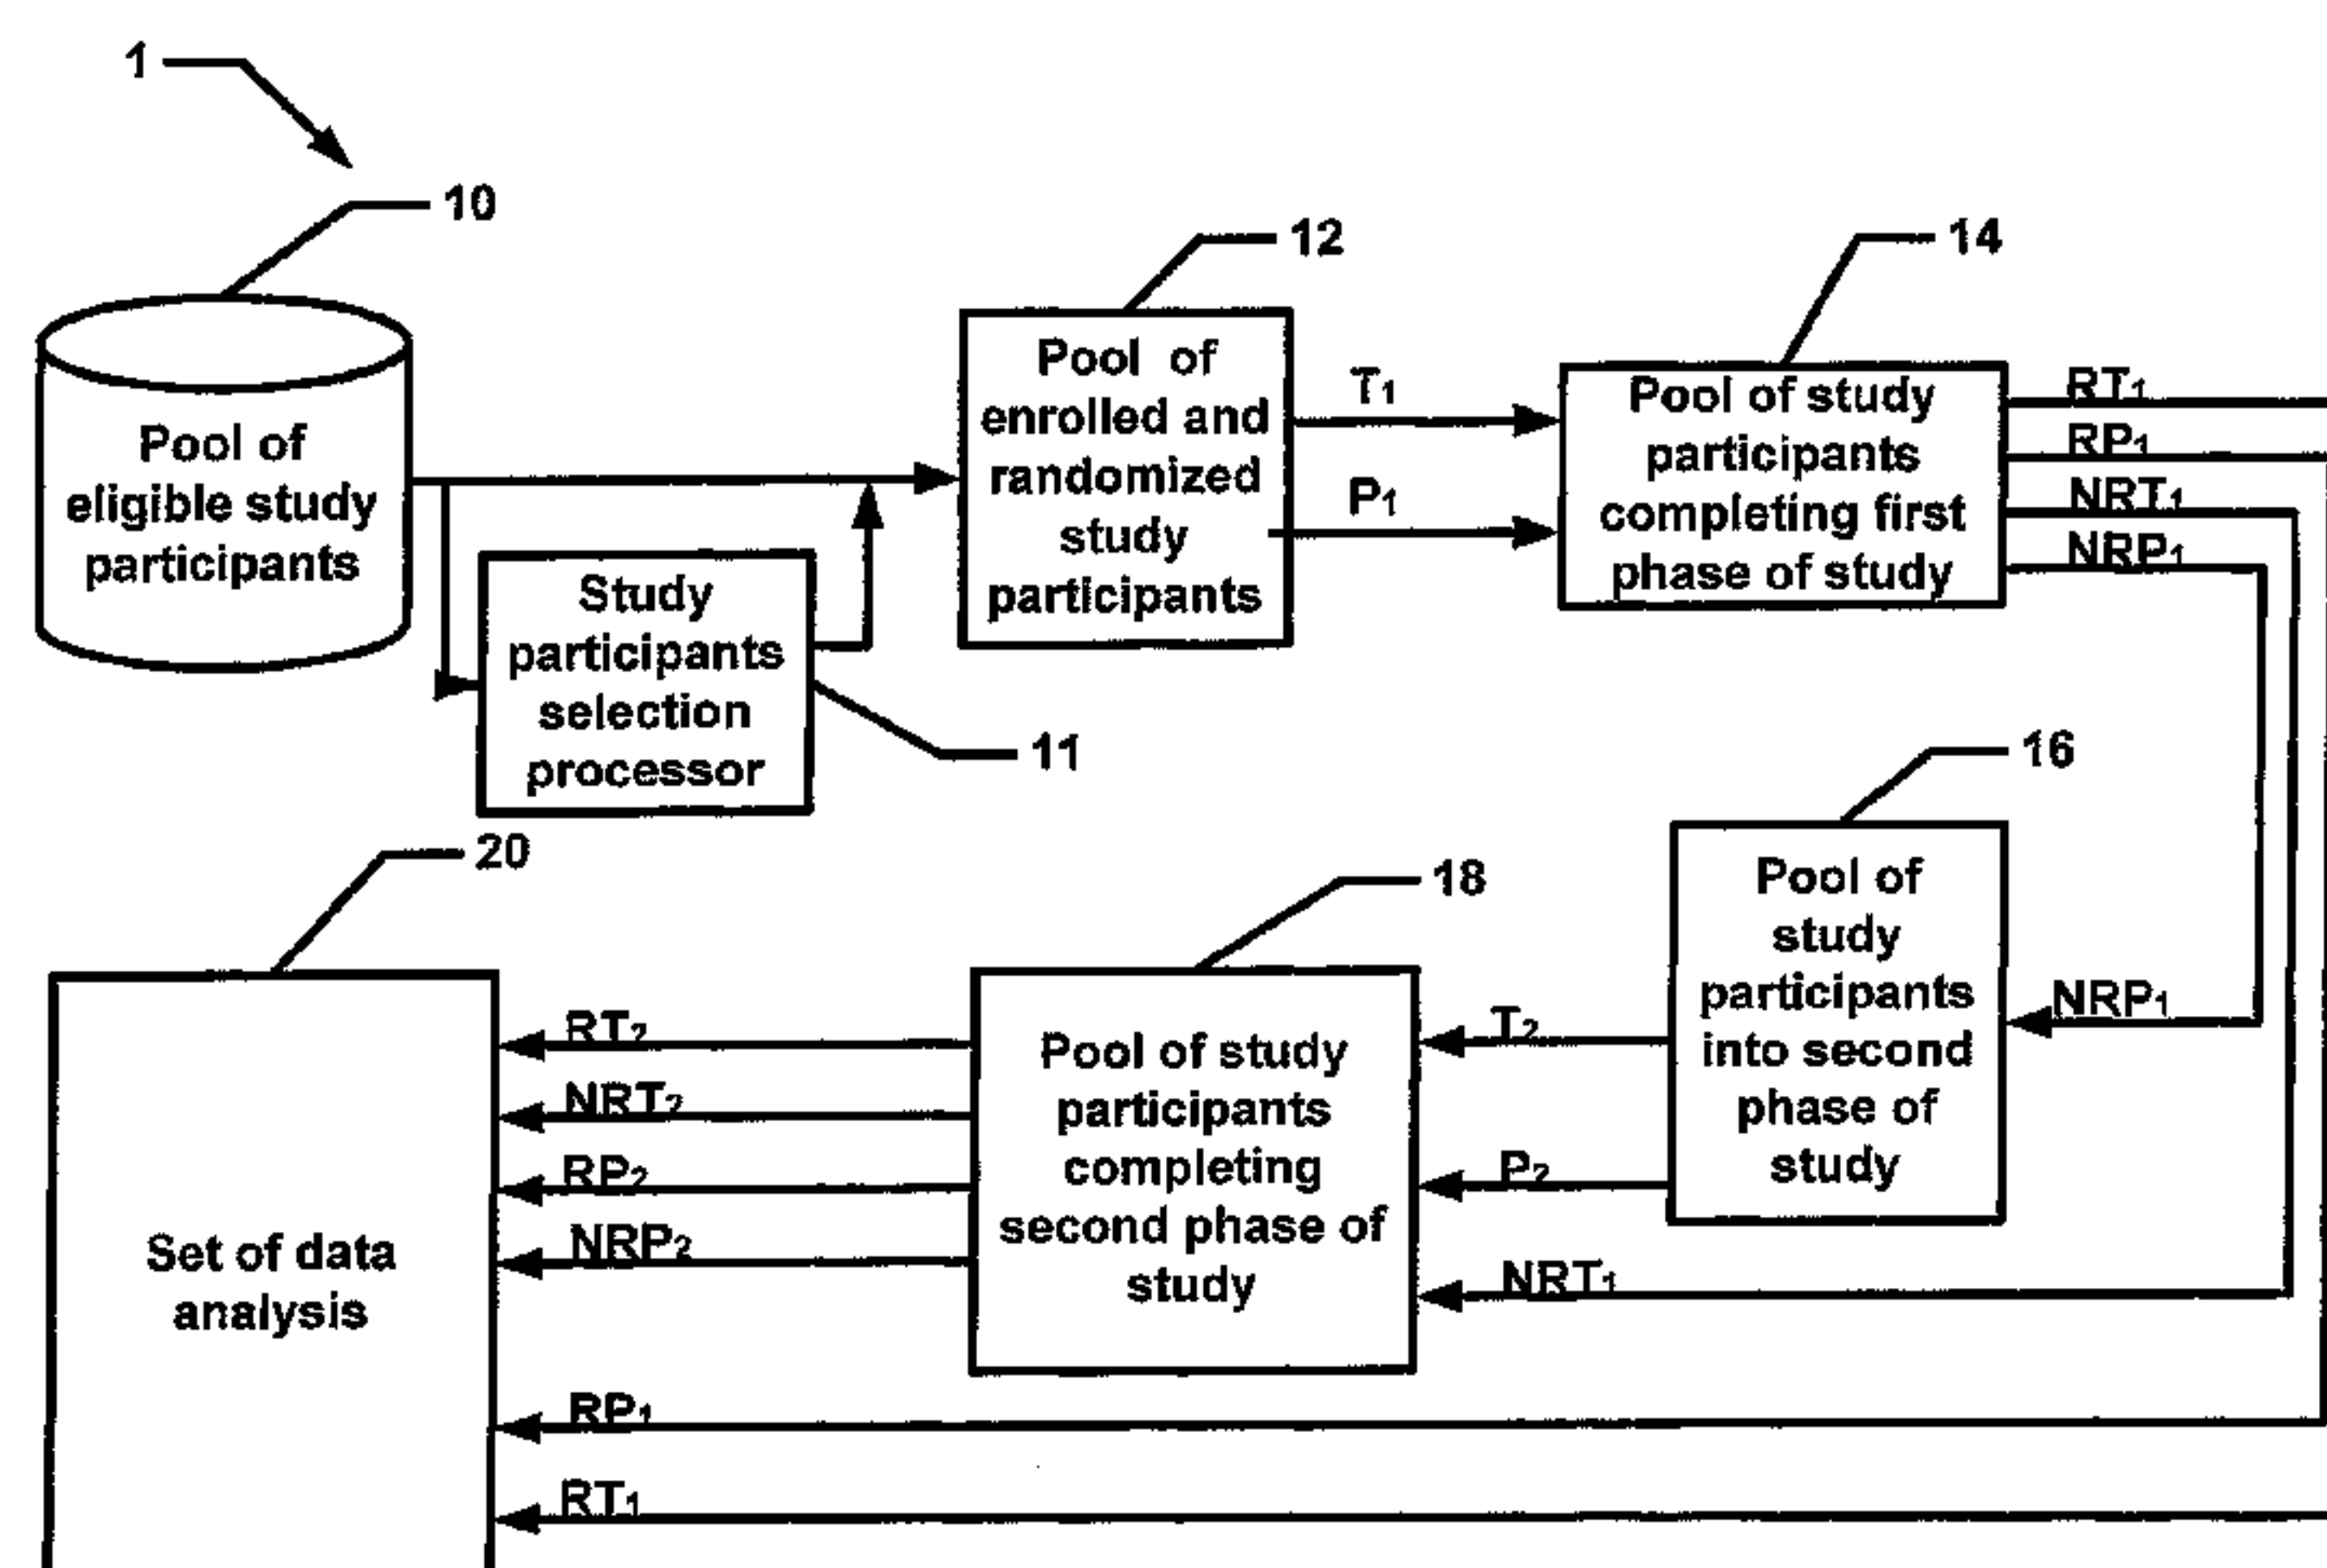 1
10
12
14
Pool of
eligible study
participants
Study
participants
selection
processor
11
Pool of
enrolled and
randomized
study
participants
T1
P1
Pool of study
participants
completing first
phase of study
RT1
RP1
NRT1
NRP1
16
Pool of
study
participants
into second
phase of
study
NRP1
18
T2
P2
NRT1
Pool of study
participants
completing
second phase of
study
20
RT2
NRT2
RP2
NRP2
RP1
RT1
Set of data
analysis